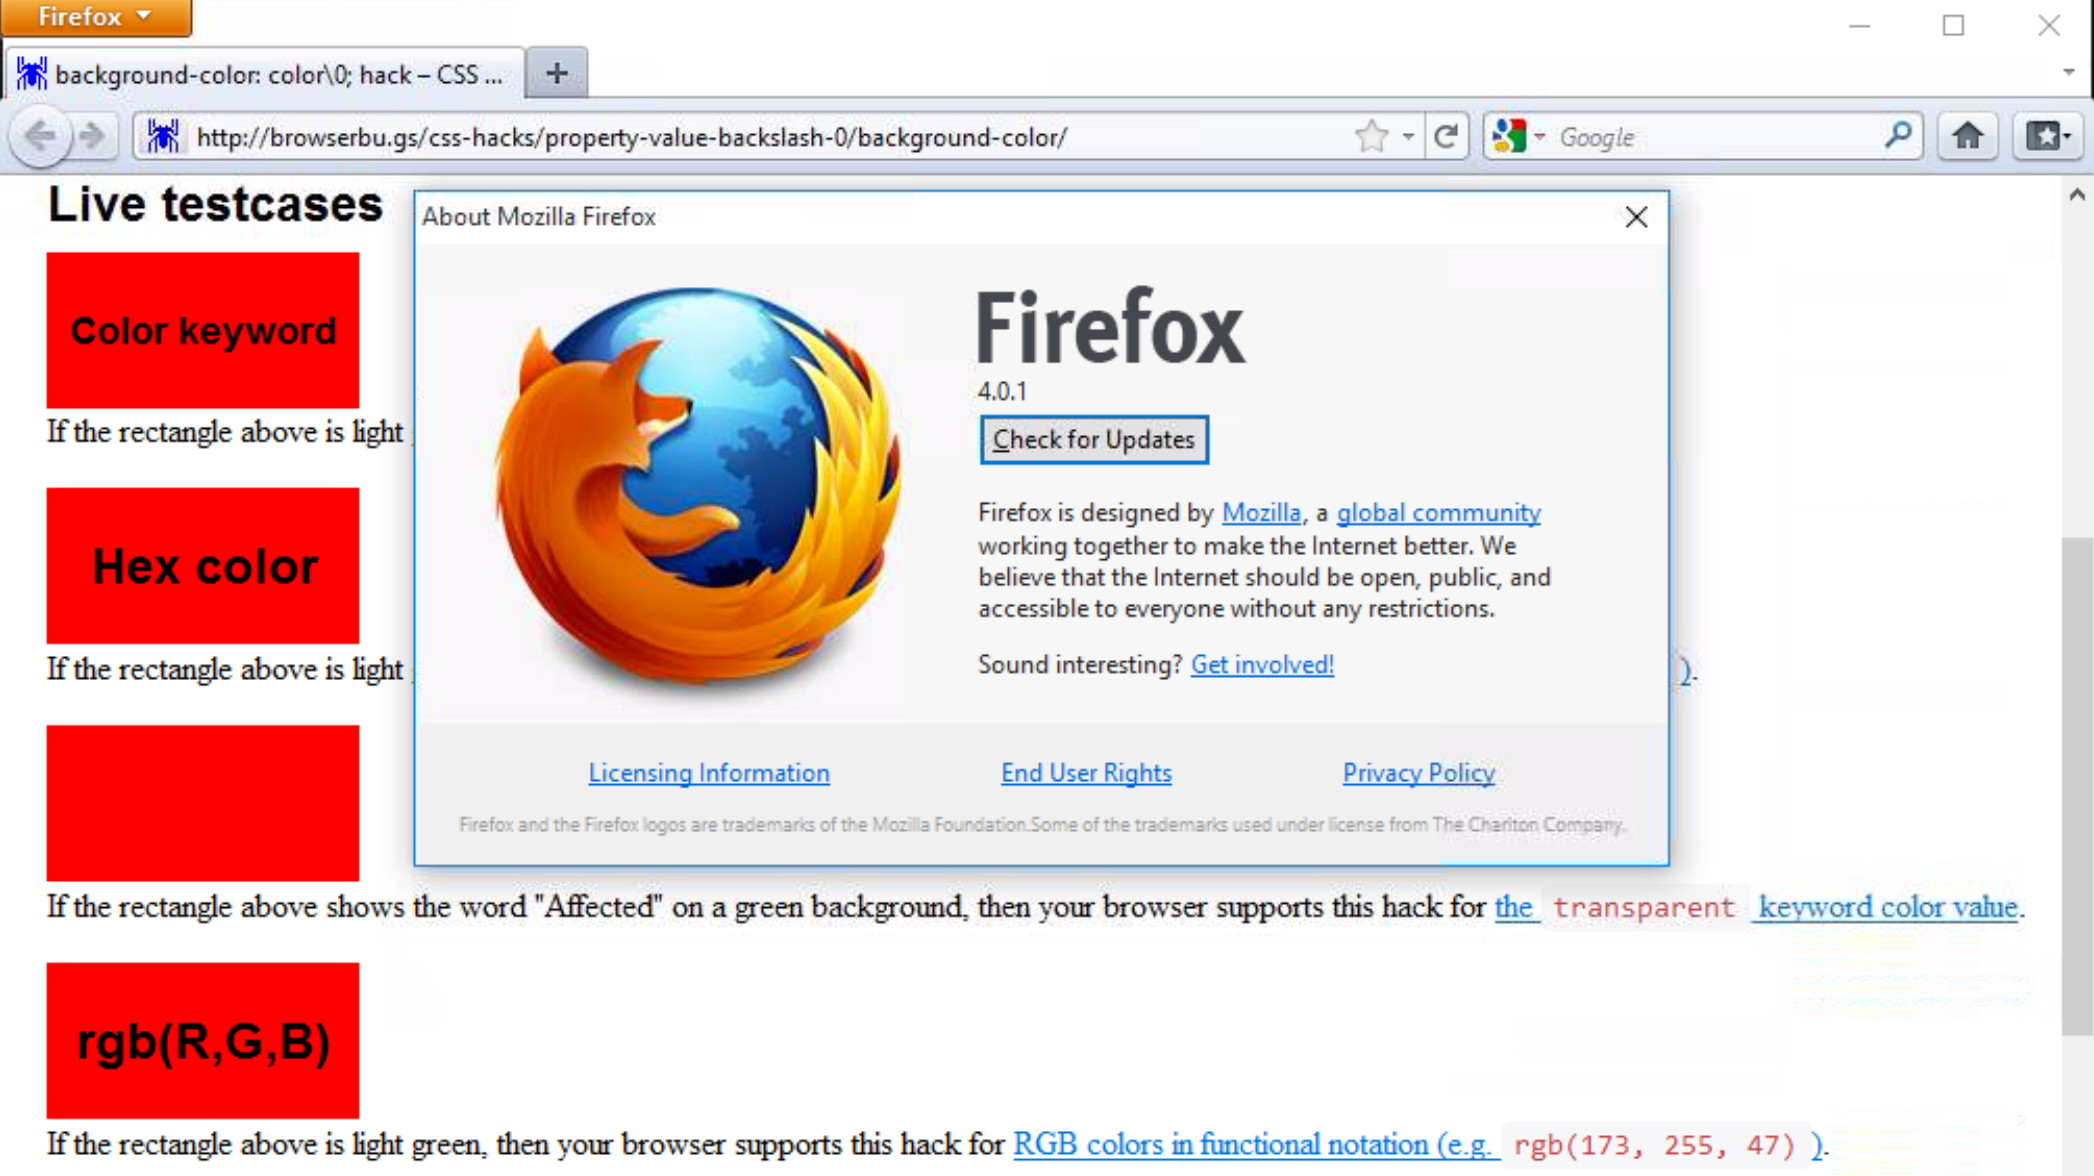 Firefox
background-color: color\0; hack – CSS ...
http://browserbu.gs/css-hacks/property-value-backslash-0/background-color/
Google
Live testcases
About Mozilla Firefox
Color keyword
If the rectangle above is light
Firefox
4.0.1
Check for Updates
Hex color
Firefox is designed by Mozilla, a global community
working together to make the Internet better. We
believe that the Internet should be open, public, and
accessible to everyone without any restrictions.
If the rectangle above is light
).
Sound interesting? Get involved!
Licensing Information
End User Rights
Privacy Policy
Firefox and the Firefox logos are trademarks of the Mozilla Foundation.Some of the trademarks used under license from The Charlton Company.
If the rectangle above shows the word "Affected" on a green background, then your browser supports this hack for the transparent keyword color value.
rgb(R,G,B)
If the rectangle above is light green, then your browser supports this hack for RGB colors in functional notation (e.g. rgb(173, 255, 47) ).